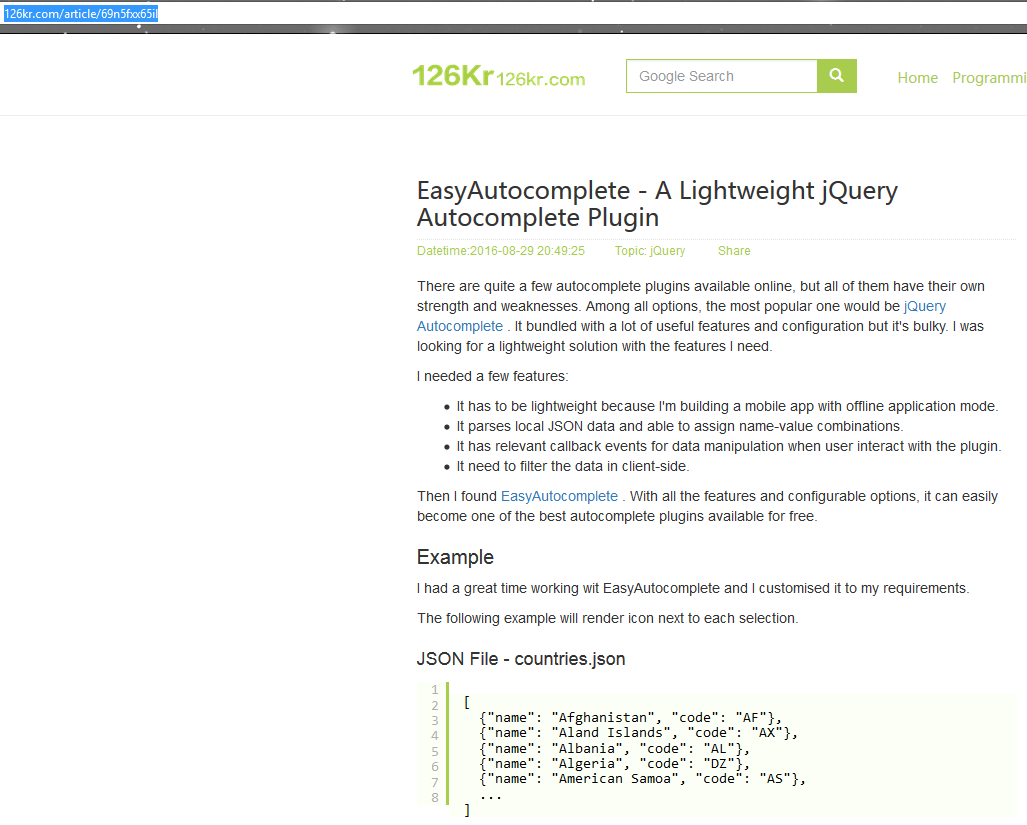 126kr.com/article/69n5fxx65if
126Kr 126kr.com
Google Search
Home Programmi
EasyAutocomplete - A Lightweight jQuery
Autocomplete Plugin
Datetime:2016-08-29 20:49:25 Topic: jQuery Share
There are quite a few autocomplete plugins available online, but all of them have their own
strength and weaknesses. Among all options, the most popular one would be jQuery
Autocomplete . It bundled with a lot of useful features and configuration but it's bulky. I was
looking for a lightweight solution with the features I need.
I needed a few features:
• It has to be lightweight because I'm building a mobile app with offline application mode.
• It parses local JSON data and able to assign name-value combinations.
• It has relevant callback events for data manipulation when user interact with the plugin.
• It need to filter the data in client-side.
Then I found EasyAutocomplete . With all the features and configurable options, it can easily
become one of the best autocomplete plugins available for free.
Example
I had a great time working wit EasyAutocomplete and I customised it to my requirements.
The following example will render icon next to each selection.
JSON File - countries.json
1
2 [
3 {"name": "Afghanistan", "code": "AF"},
4 {"name": "Aland Islands", "code": "AX"},
5 {"name": "Albania", "code": "AL"},
6 {"name": "Algeria", "code": "DZ"},
7 {"name": "American Samoa", "code": "AS"},
8 ...
]